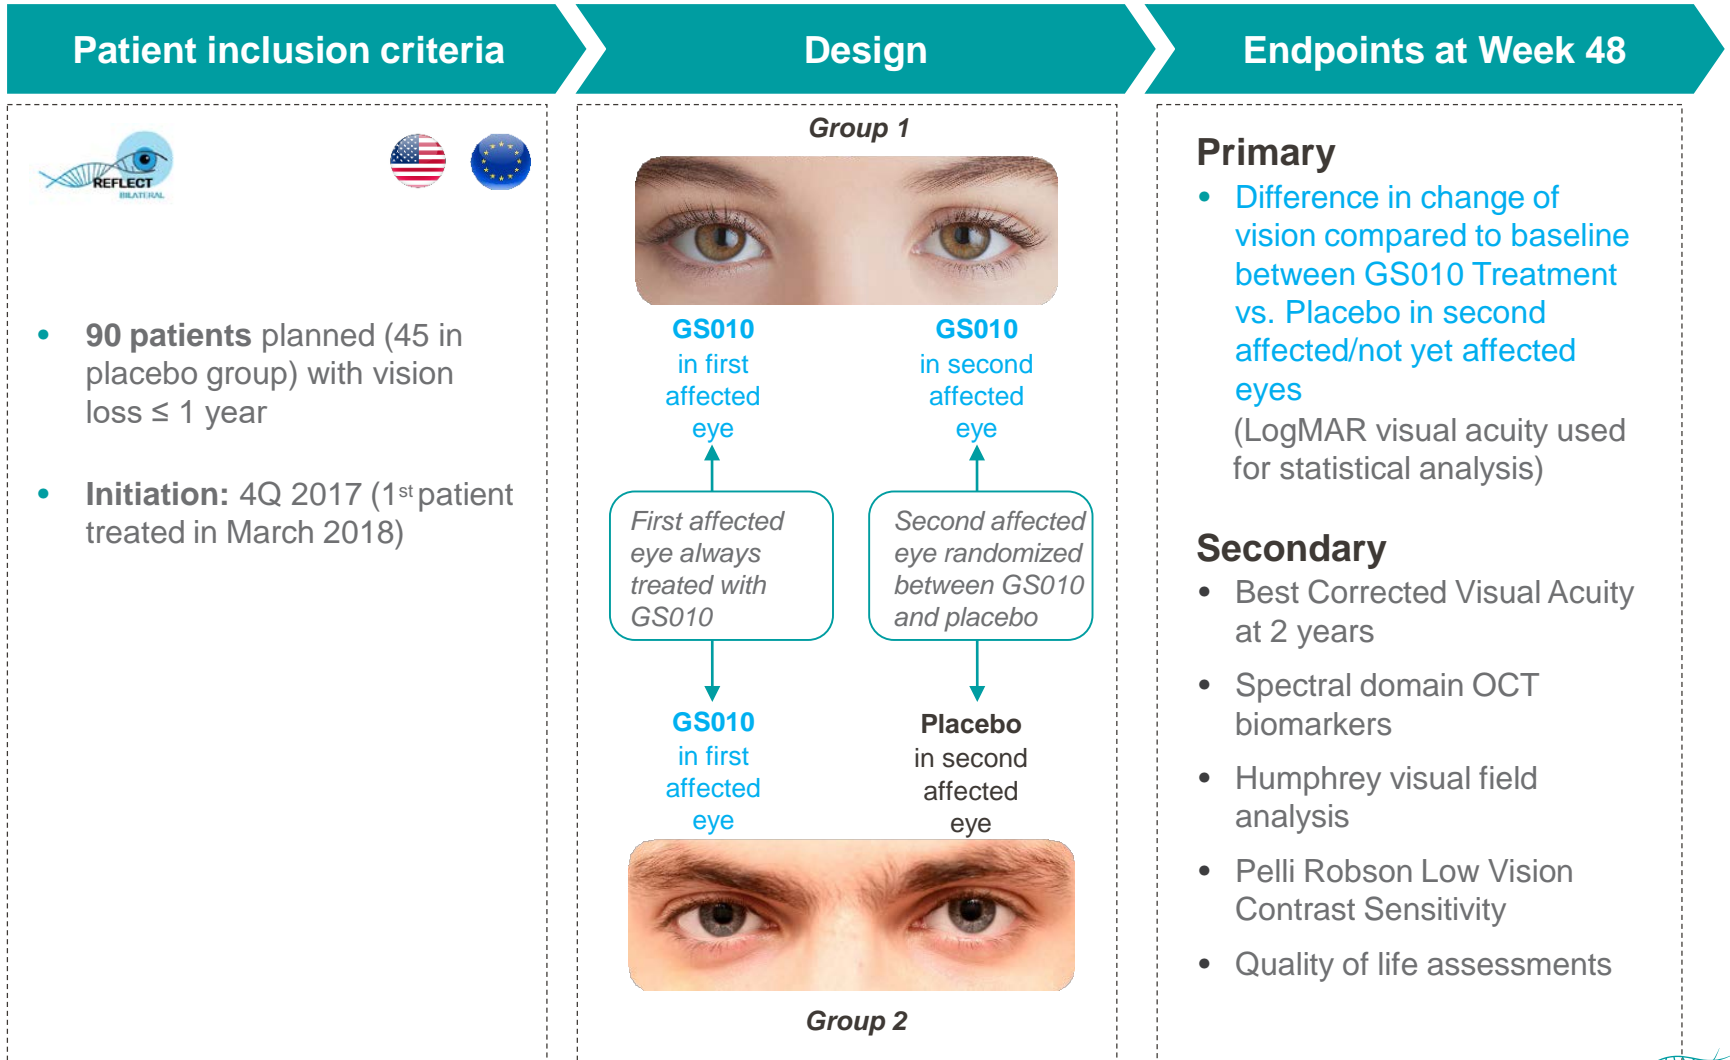 Patient inclusion criteria
Design
Endpoints at Week 48
REFLECT
BILATERAL
• 90 patients planned (45 in
placebo group) with vision
loss ≤ 1 year
• Initiation: 4Q 2017 (1st patient
treated in March 2018)
Group 1
GS010
in first
affected
eye
GS010
in second
affected
eye
First affected
eye always
treated with
GS010
Second affected
eye randomized
between GS010
and placebo
GS010
in first
affected
eye
Placebo
in second
affected
eye
Group 2
Primary
• Difference in change of
vision compared to baseline
between GS010 Treatment
vs. Placebo in second
affected/not yet affected
eyes
(LogMAR visual acuity used
for statistical analysis)
Secondary
• Best Corrected Visual Acuity
at 2 years
• Spectral domain OCT
biomarkers
• Humphrey visual field
analysis
• Pelli Robson Low Vision
Contrast Sensitivity
• Quality of life assessments